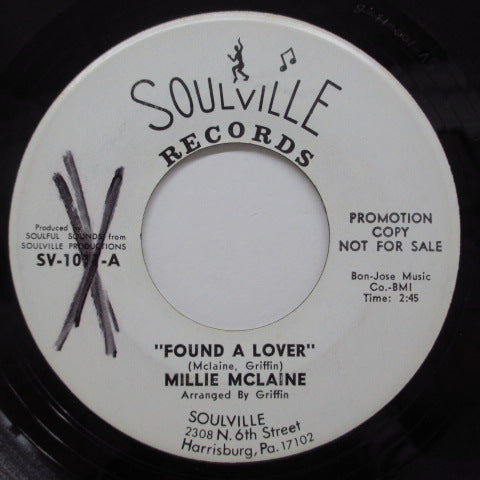 SOULVILLE
RECORDS
Produced by
SOULFUL SOUNDS from
SOULVILLE PRODUCTIONS
PROMOTION
COPY
NOT FOR SALE
Bon-Jose Music
Co.-BMI
Time: 2:45
"FOUND A LOVER"
(Mclaine, Griffin)
MILLIE MCLAINE
Arranged By Griffin
SOULVILLE
2308 N. 6th Street
Harrisburg, Pa. 17102